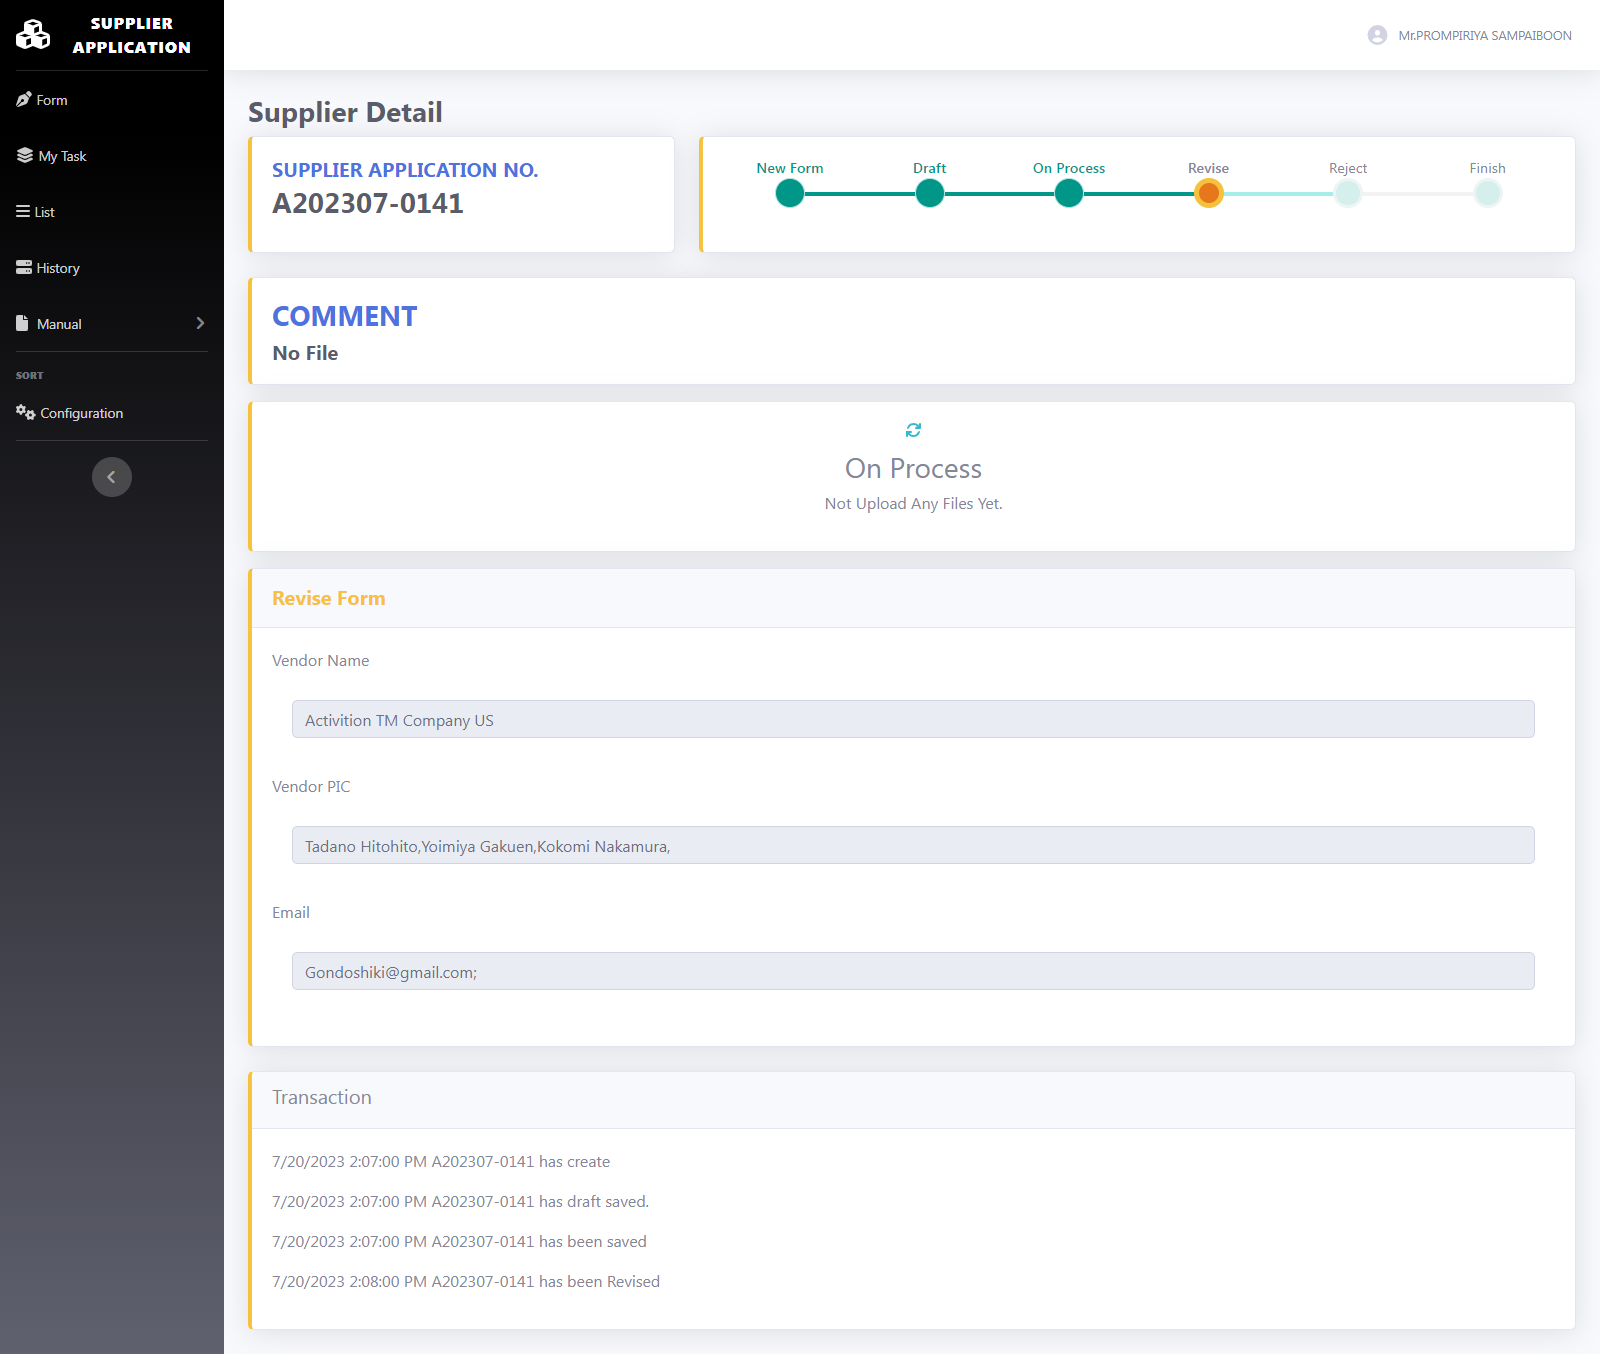 SUPPLIER
APPLICATION
Mr.PROMPIRIYA SAMPAIBOON
Form
My Task
List
History
Manual
SORT
Configuration
Supplier Detail
SUPPLIER APPLICATION NO.
A202307-0141
New Form Draft On Process Revise Reject Finish
COMMENT
No File
On Process
Not Upload Any Files Yet.
Revise Form
Vendor Name
Activition TM Company US
Vendor PIC
Tadano Hitohito,Yoimiya Gakuen,Kokomi Nakamura,
Email
Gondoshiki@gmail.com;
Transaction
7/20/2023 2:07:00 PM A202307-0141 has create
7/20/2023 2:07:00 PM A202307-0141 has draft saved.
7/20/2023 2:07:00 PM A202307-0141 has been saved
7/20/2023 2:08:00 PM A202307-0141 has been Revised